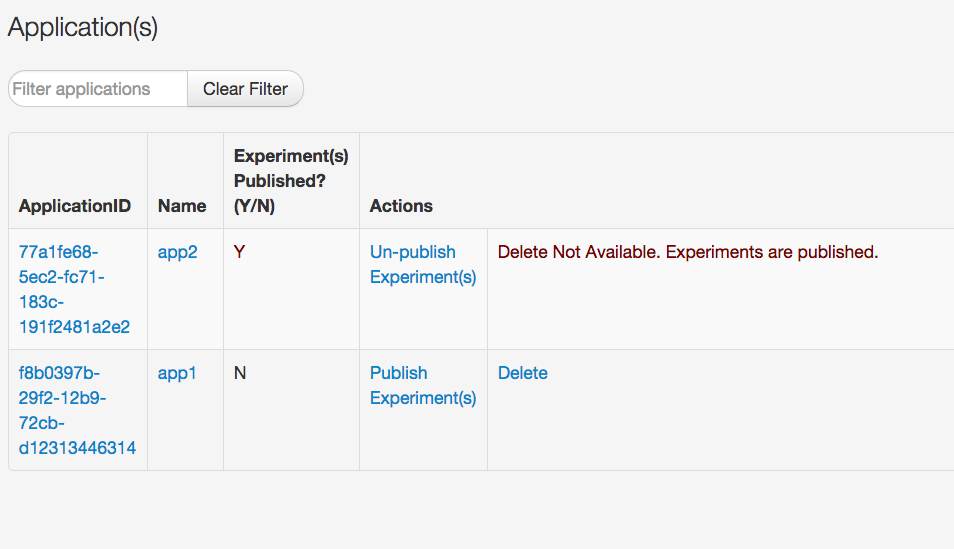 Application(s)
Filter applications Clear Filter
ApplicationID Name Experiment(s) Published? (Y/N) Actions
77a1fe68-
5ec2-fc71-
183c-
191f2481a2e2
app2
Y
Un-publish
Experiment(s)
Delete Not Available. Experiments are published.
f8b0397b-
29f2-12b9-
72cb-
d12313446314
app1
N
Publish
Experiment(s)
Delete